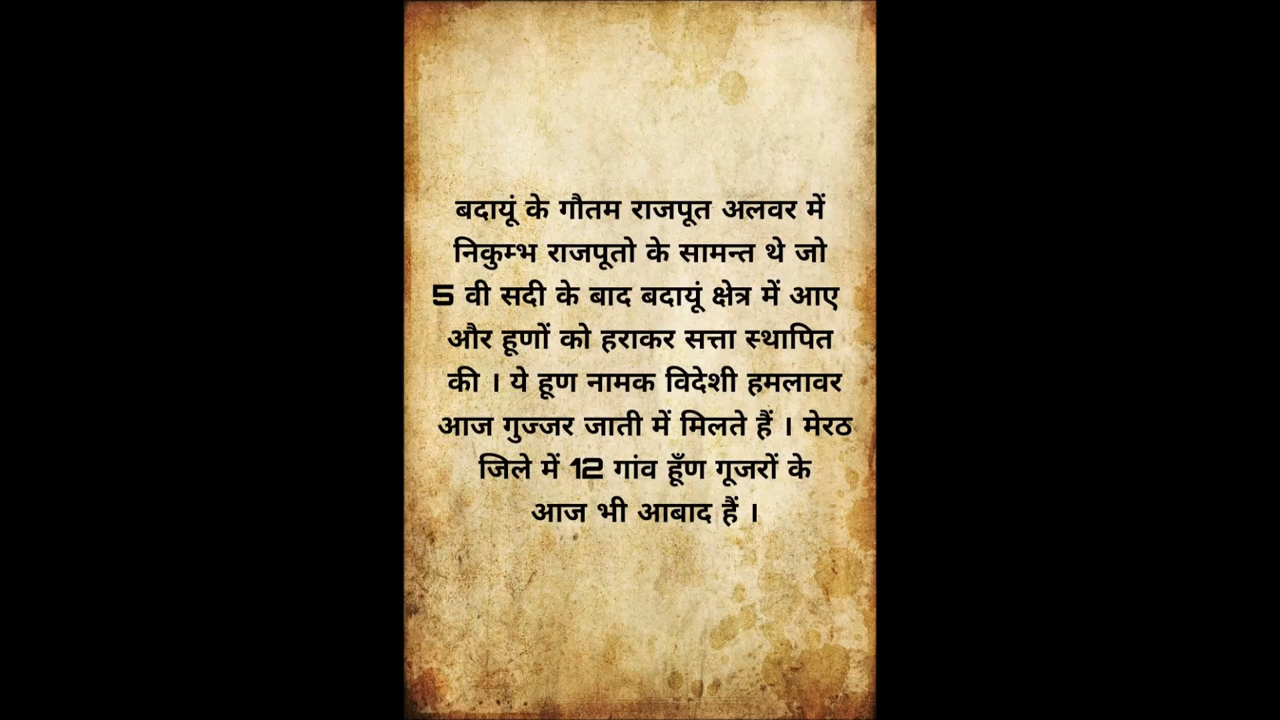 बदायूं के गौतम राजपूत अलवर में
निकुम्भ राजपूतो के सामन्त थे जो
5 वी सदी के बाद बदायूं क्षेत्र में आए
और हूणों को हराकर सत्ता स्थापित
की । ये हूण नामक विदेशी हमलावर
आज गुज्जर जाती में मिलते हैं । मेरठ
जिले में 12 गांव हूँण गूजरों के
आज भी आबाद हैं ।